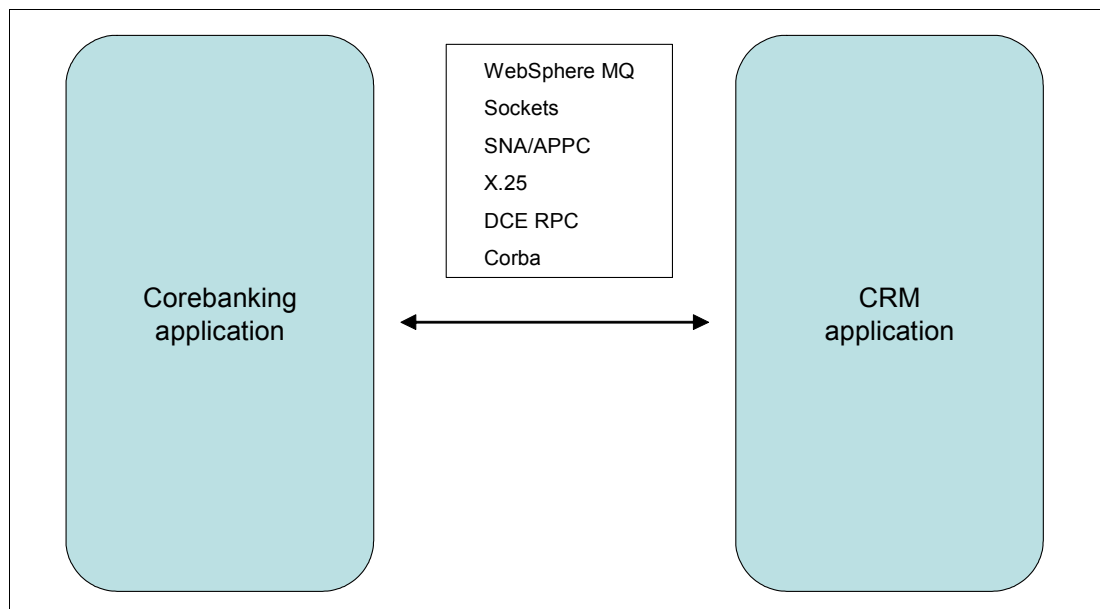 WebSphere MQ
Sockets
SNA/APPC
X.25
DCE RPC
Corba
Corebanking
application
CRM
application